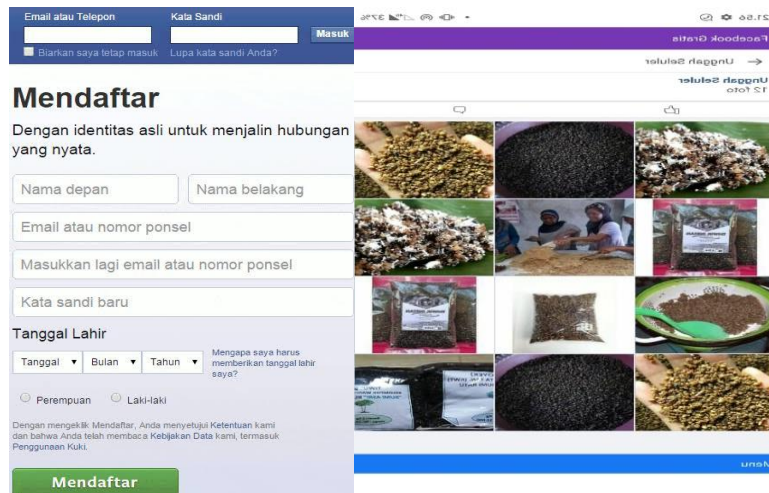 Email atau Telepon
Kata Sandi
Masuk
Biarkan saya tetap masuk
Lupa kata sandi Anda?
Mendaftar
Dengan identitas asli untuk menjalin hubungan
yang nyata.
Nama depan
Nama belakang
Email atau nomor ponsel
Masukkan lagi email atau nomor ponsel
Kata sandi baru
Tanggal Lahir
Tanggal
Bulan
Tahun
Mengapa saya harus
memberikan tanggal lahir
saya?
Perempuan
Laki-laki
Dengan mengeklik Mendaftar, Anda menyetujui Ketentuan kami
dan bahwa Anda telah membaca Kebijakan Data kami, termasuk
Penggunaan Kuki.
Mendaftar
21.56
37%
Facebook Gratis
Unggah Seluler
Unggah Seluler
12 foto
Menu